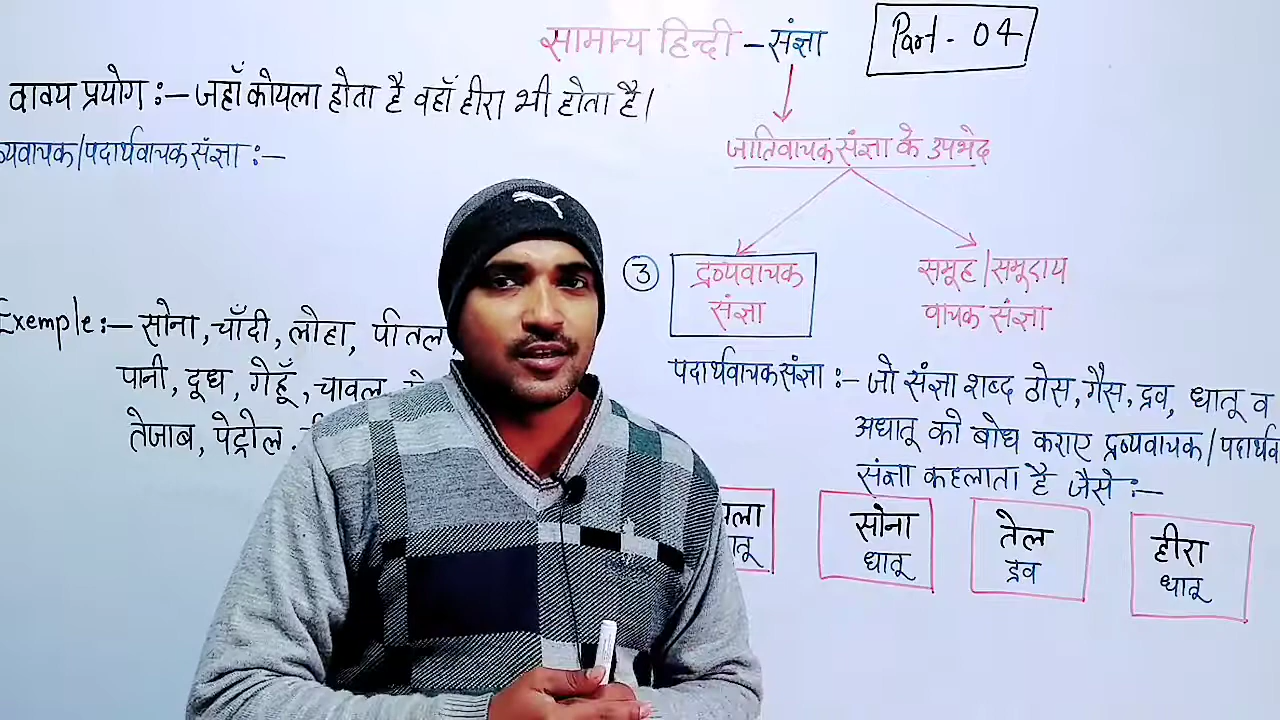 सामान्य हिन्दी – संज्ञा
Part - 04
वाक्य प्रयोग :– जहाँ कोयला होता है वहाँ हीरा भी होता है।
पदार्थवाचक संज्ञा :–
जातिवाचक संज्ञा के उपभेद
3
द्रव्यवाचक
संज्ञा
समूह/समूदाय
वाचक संज्ञा
Exemple :– सोना, चाँदी, लोहा, पीतल
पानी, दूध, गेहूँ, चावल
तेजाब, पेट्रोल
पदार्थवाचक संज्ञा :– जो संज्ञा शब्द ठोस, गैस, द्रव, धातू व
अधातू को बोध कराए द्रव्यवाचक/
संज्ञा कहलाता है जैसे :–
सोना
धातू
तेल
द्रव
हीरा
धातू